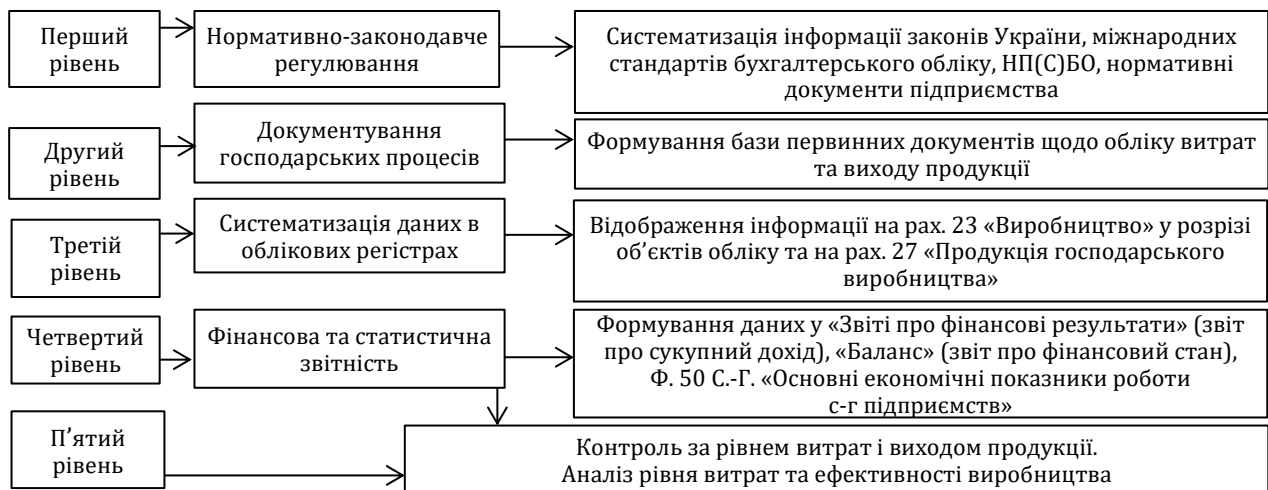 Перший
рівень
Нормативно-законодавче
регулювання
Систематизація інформації законів України, міжнародних
стандартів бухгалтерського обліку, НП(С)БО, нормативні
документи підприємства
Другий
рівень
Документування
господарських процесів
Формування бази первинних документів щодо обліку витрат
та виходу продукції
Третій
рівень
Систематизація даних в
облікових регістрах
Відображення інформації на рах. 23 «Виробництво» у розрізі
об’єктів обліку та на рах. 27 «Продукція господарського
виробництва»
Четвертий
рівень
Фінансова та статистична
звітність
Формування даних у «Звіті про фінансові результати» (звіт
про сукупний дохід), «Баланс» (звіт про фінансовий стан),
Ф. 50 С.-Г. «Основні економічні показники роботи
с-г підприємств»
П’ятий
рівень
Контроль за рівнем витрат і виходом продукції.
Аналіз рівня витрат та ефективності виробництва